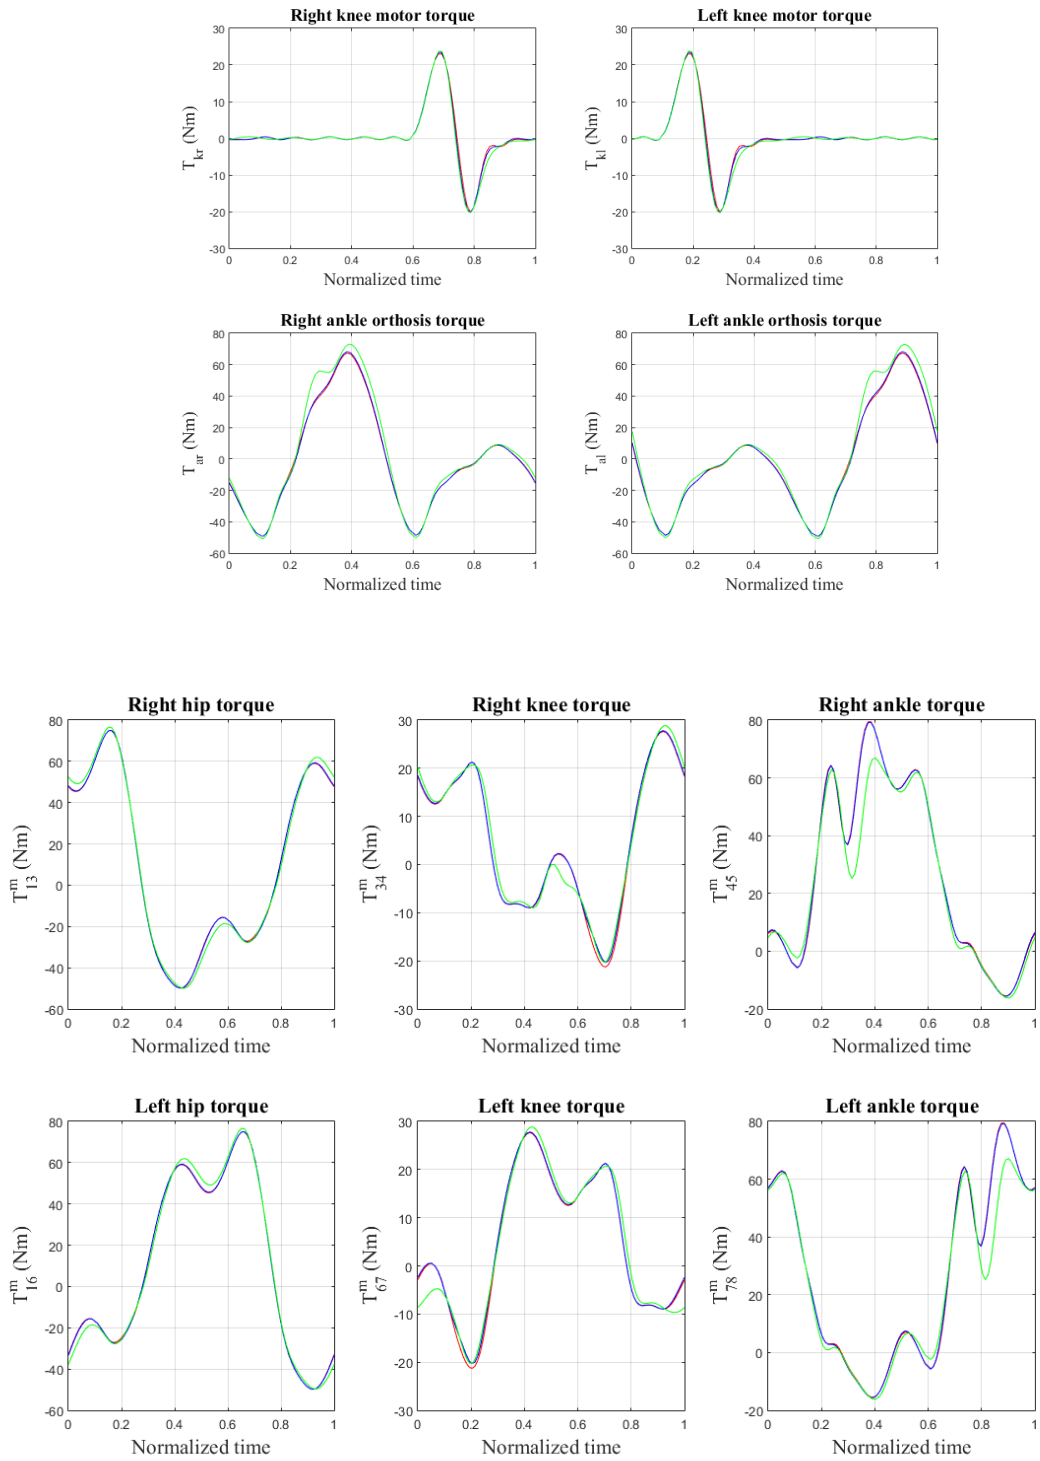 Right knee motor torque
30
20
10
0
-10
-20
-30
T_kr (Nm)
0 0.2 0.4 0.6 0.8 1
Normalized time
Left knee motor torque
30
20
10
0
-10
-20
-30
T_kl (Nm)
0 0.2 0.4 0.6 0.8 1
Normalized time
Right ankle orthosis torque
80
60
40
20
0
-20
-40
-60
T_ar (Nm)
0 0.2 0.4 0.6 0.8 1
Normalized time
Left ankle orthosis torque
80
60
40
20
0
-20
-40
-60
T_al (Nm)
0 0.2 0.4 0.6 0.8 1
Normalized time
Right hip torque
80
60
40
20
0
-20
-40
-60
T^m_13 (Nm)
0 0.2 0.4 0.6 0.8 1
Normalized time
Right knee torque
30
20
10
0
-10
-20
-30
T^m_34 (Nm)
0 0.2 0.4 0.6 0.8 1
Normalized time
Right ankle torque
80
60
40
20
0
-20
T^m_45 (Nm)
0 0.2 0.4 0.6 0.8 1
Normalized time
Left hip torque
80
60
40
20
0
-20
-40
-60
T^m_16 (Nm)
0 0.2 0.4 0.6 0.8 1
Normalized time
Left knee torque
30
20
10
0
-10
-20
-30
T^m_67 (Nm)
0 0.2 0.4 0.6 0.8 1
Normalized time
Left ankle torque
80
60
40
20
0
-20
T^m_78 (Nm)
0 0.2 0.4 0.6 0.8 1
Normalized time